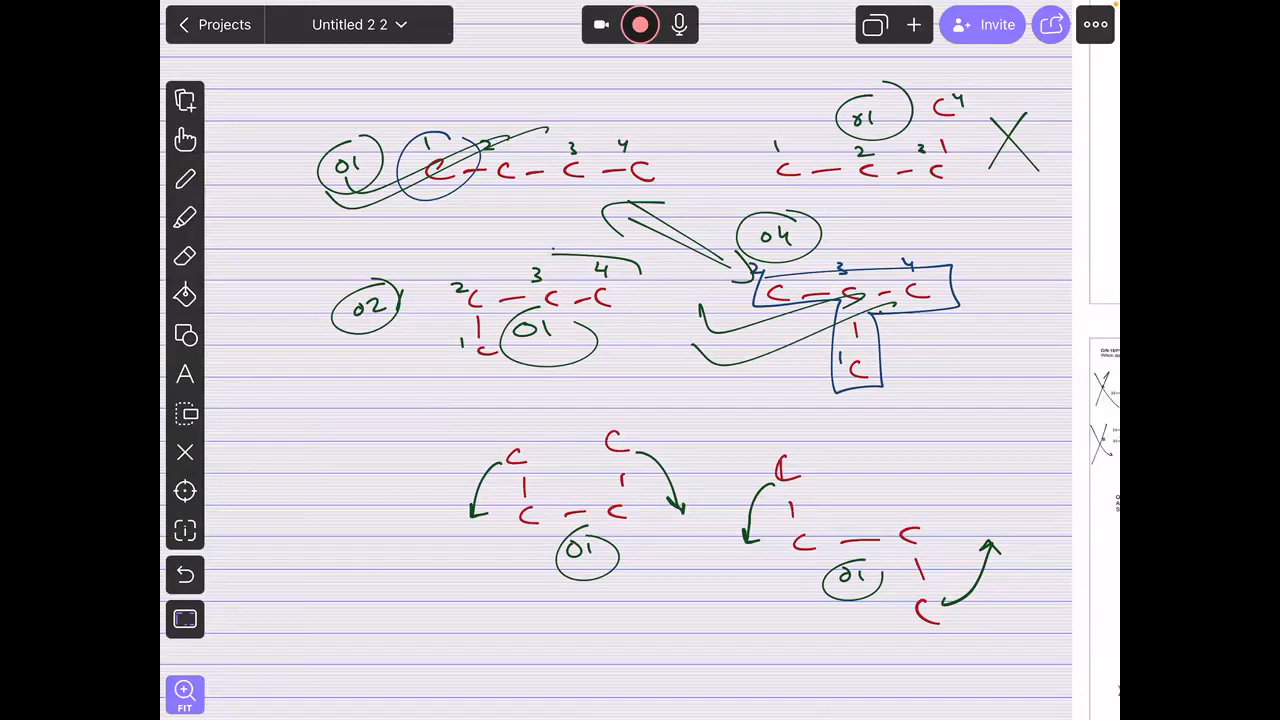 Projects
Untitled 2 2
Invite
C 4
01
01
1 2 3 4
C - C - C - C
1 2 3
C - C - C
04
02
2 3 4
C - C - C
01
1 C
2 3 4
C - C - C
1 C
C C
C - C
01
C
C - C
01
C
A
FIT